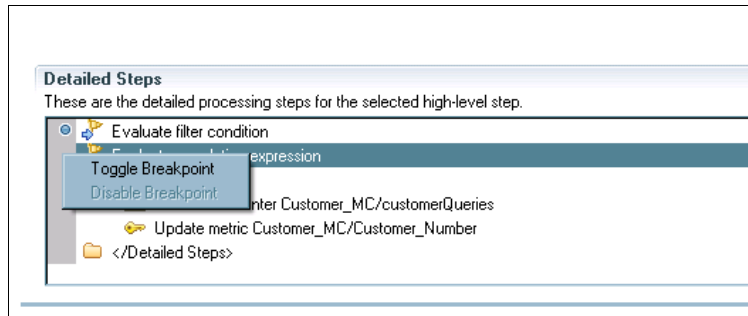 Detailed Steps
These are the detailed processing steps for the selected high-level step.
Evaluate filter condition
expression
Toggle Breakpoint
Disable Breakpoint
Customer_MC/customerQueries
Update metric Customer_MC/Customer_Number
</Detailed Steps>